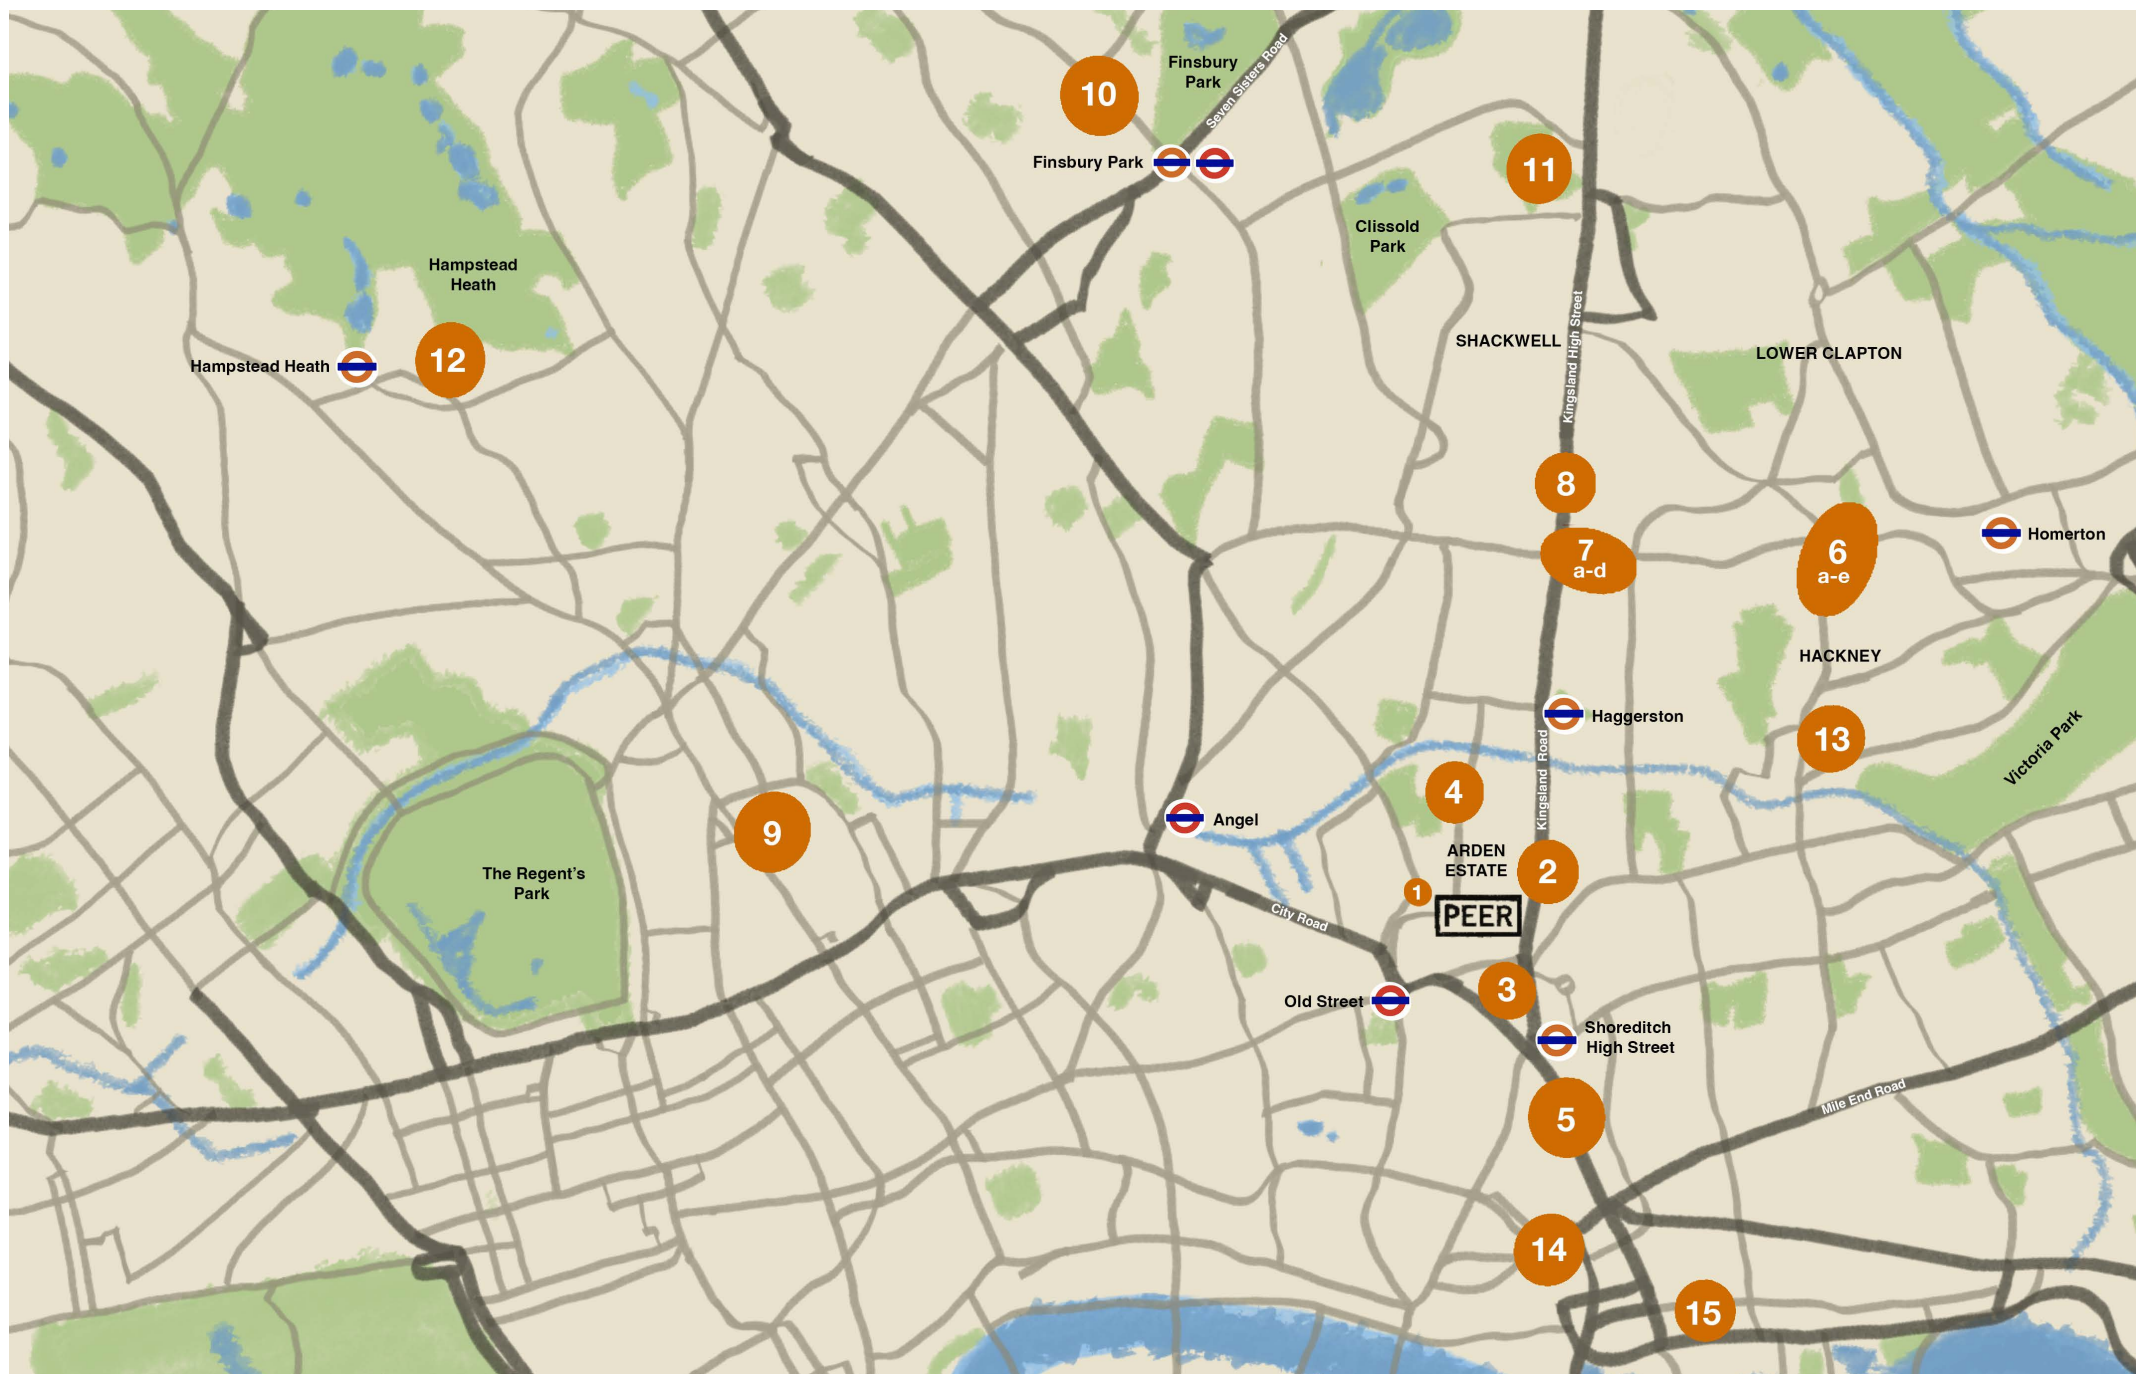 Finsbury
Park
Seven Sisters Road
10
Finsbury Park
11
Clissold
Park
Hampstead
Heath
Kingsland High Street
SHACKWELL
LOWER CLAPTON
Hampstead Heath
12
8
7
a-d
6
a-e
Homerton
HACKNEY
Haggerston
13
Victoria Park
Kingsland Road
4
9
Angel
ARDEN
ESTATE
2
The Regent's
Park
1
PEER
City Road
3
Old Street
Shoreditch
High Street
Mile End Road
5
14
15